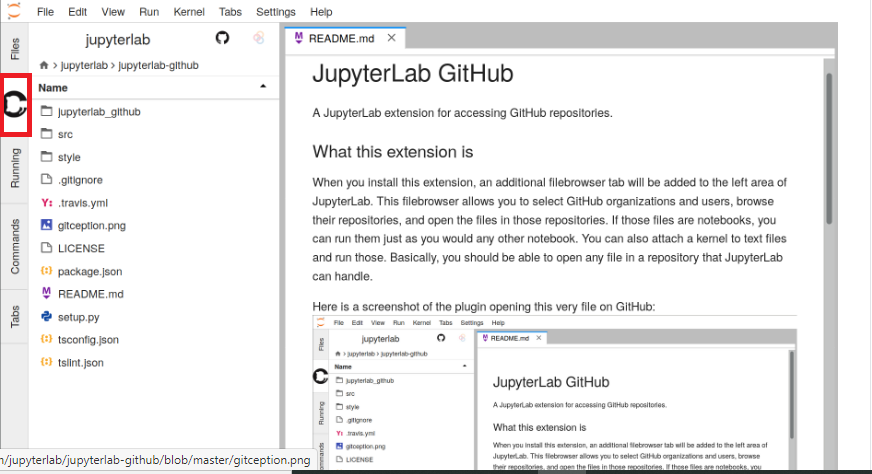 File Edit View Run Kernel Tabs Settings Help
Files
Running
Commands
Tabs
jupyterlab
jupyterlab > jupyterlab-github
Name
jupyterlab_github
src
style
.gitignore
.travis.yml
gitception.png
LICENSE
package.json
README.md
setup.py
tsconfig.json
tslint.json
README.md
JupyterLab GitHub
A JupyterLab extension for accessing GitHub repositories.
What this extension is
When you install this extension, an additional filebrowser tab will be added to the left area of
JupyterLab. This filebrowser allows you to select GitHub organizations and users, browse
their repositories, and open the files in those repositories. If those files are notebooks, you
can run them just as you would any other notebook. You can also attach a kernel to text files
and run those. Basically, you should be able to open any file in a repository that JupyterLab
can handle.
Here is a screenshot of the plugin opening this very file on GitHub:
File Edit View Run Kernel Tabs Settings Help
Files
Running
jupyterlab
jupyterlab > jupyterlab-github
Name
jupyterlab_github
src
style
.gitignore
.travis.yml
gitception.png
LICENSE
README.md
JupyterLab GitHub
A JupyterLab extension for accessing GitHub repositories.
What this extension is
When you install this extension, an additional filebrowser tab will be added to the left area of
JupyterLab. This filebrowser allows you to select GitHub organizations and users, browse
their repositories, and open the files in those repositories. If those files are notebooks, you
/jupyterlab/jupyterlab-github/blob/master/gitception.png